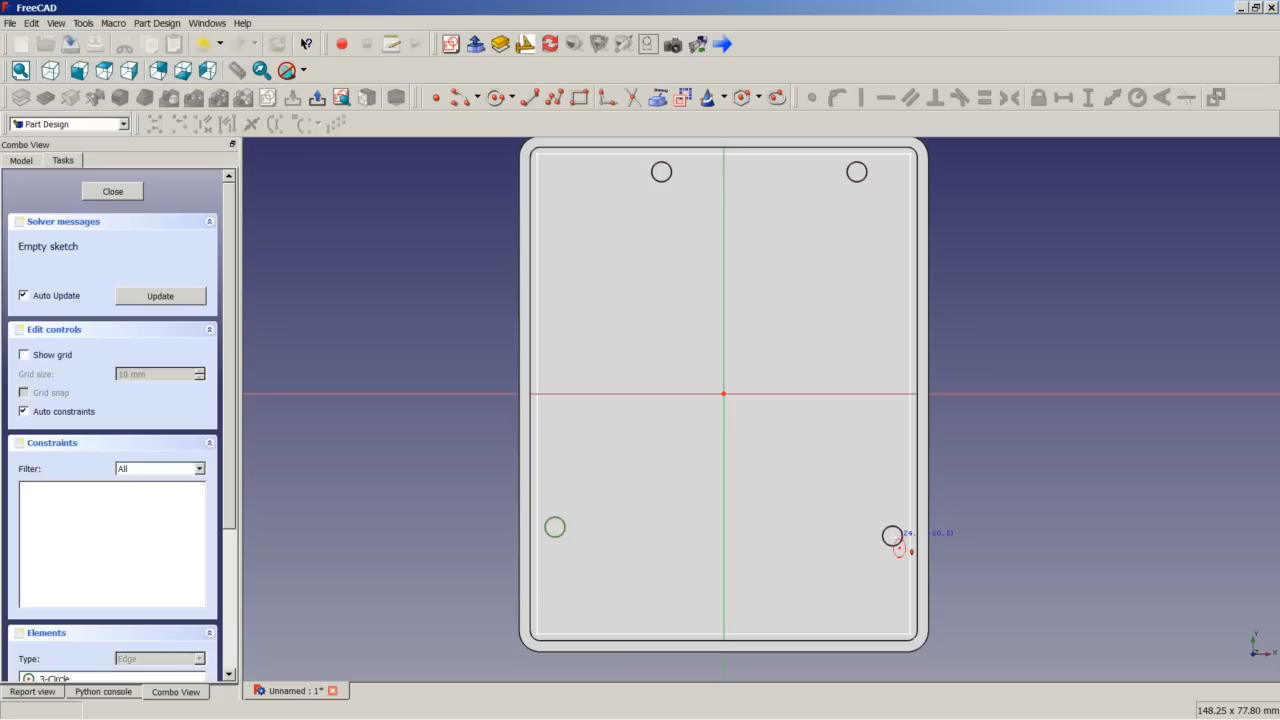 FreeCAD
File Edit View Tools Macro Part Design Windows Help
Part Design
Combo View
Model Tasks
Close
Solver messages
Empty sketch
Auto Update Update
Edit controls
Show grid
Grid size: 10 mm
Grid snap
Auto constraints
Constraints
Filter: All
Elements
Type: Edge
3-Circle
Y
X
Report view Python console Combo View
Unnamed : 1*
148.25 x 77.80 mm